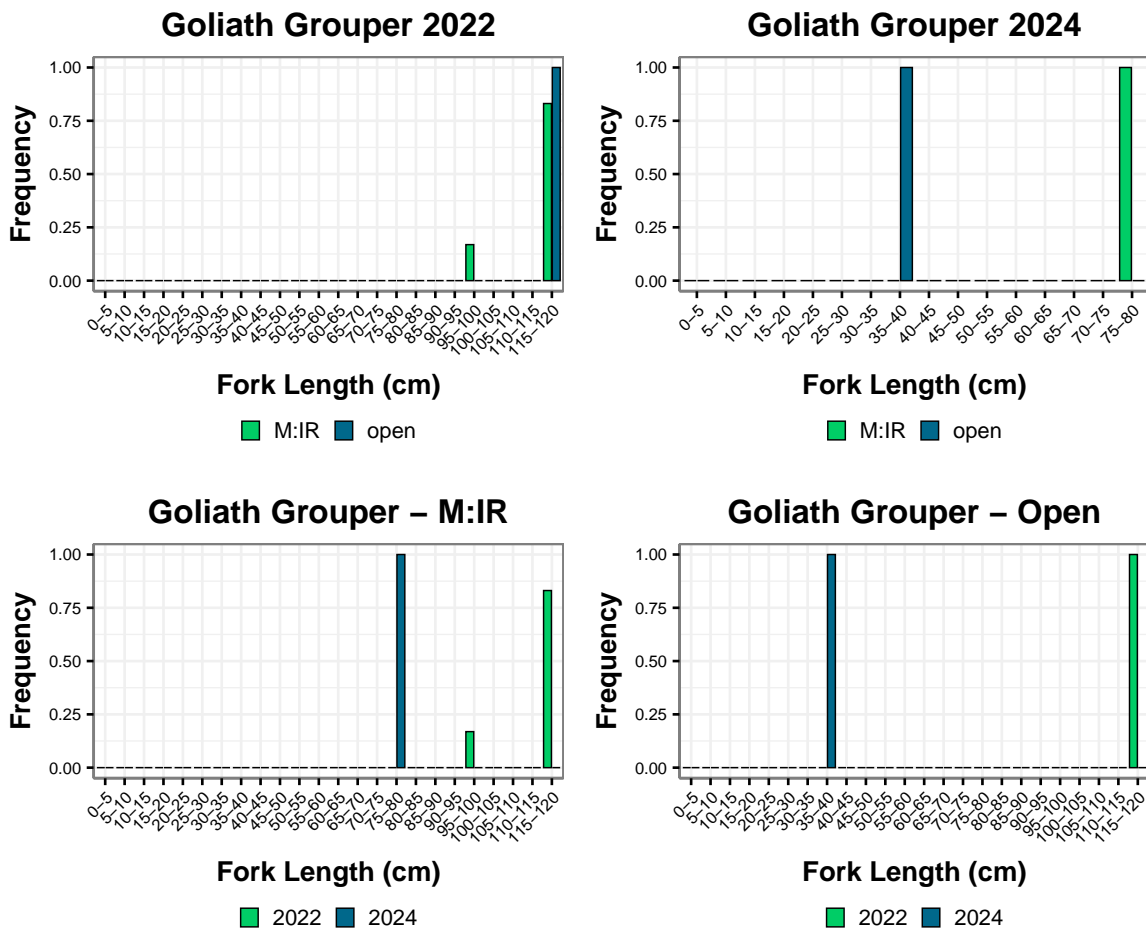 Goliath Grouper 2022
Frequency
1.00
0.75
0.50
0.25
0.00
0–5 5–10 10–15 15–20 20–25 25–30 30–35 35–40 40–45 45–50 50–55 55–60 60–65 65–70 70–75 75–80 80–85 85–90 90–95 95–100 100–105 105–110 110–115 115–120
Fork Length (cm)
M:IR open
Goliath Grouper 2024
Frequency
1.00
0.75
0.50
0.25
0.00
0–5 5–10 10–15 15–20 20–25 25–30 30–35 35–40 40–45 45–50 50–55 55–60 60–65 65–70 70–75 75–80
Fork Length (cm)
M:IR open
Goliath Grouper – M:IR
Frequency
1.00
0.75
0.50
0.25
0.00
0–5 5–10 10–15 15–20 20–25 25–30 30–35 35–40 40–45 45–50 50–55 55–60 60–65 65–70 70–75 75–80 80–85 85–90 90–95 95–100 100–105 105–110 110–115 115–120
Fork Length (cm)
2022 2024
Goliath Grouper – Open
Frequency
1.00
0.75
0.50
0.25
0.00
0–5 5–10 10–15 15–20 20–25 25–30 30–35 35–40 40–45 45–50 50–55 55–60 60–65 65–70 70–75 75–80 80–85 85–90 90–95 95–100 100–105 105–110 110–115 115–120
Fork Length (cm)
2022 2024